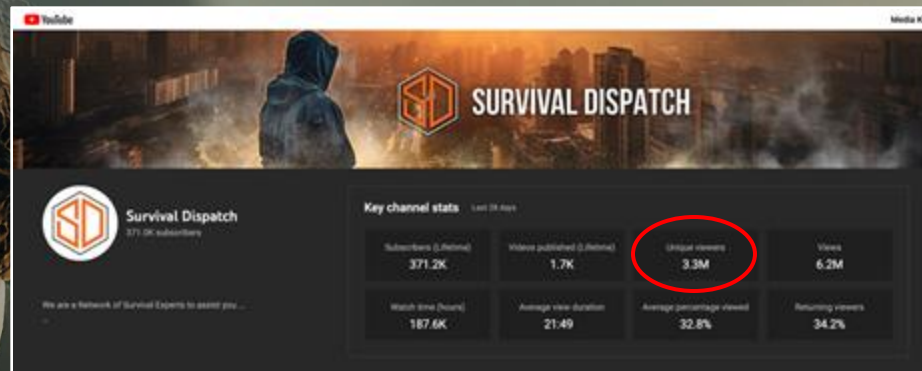 YouTube
Media K
SD SURVIVAL DISPATCH
SD
Survival Dispatch
371.0K subscribers
We are a Network of Survival Experts to assist you ...
...
Key channel stats Last 28 days
Subscribers (Lifetime) Videos published (Lifetime) Unique viewers Views
371.2K 1.7K 3.3M 6.2M
Watch time (hours) Average view duration Average percentage viewed Returning viewers
187.6K 21:49 32.8% 34.2%